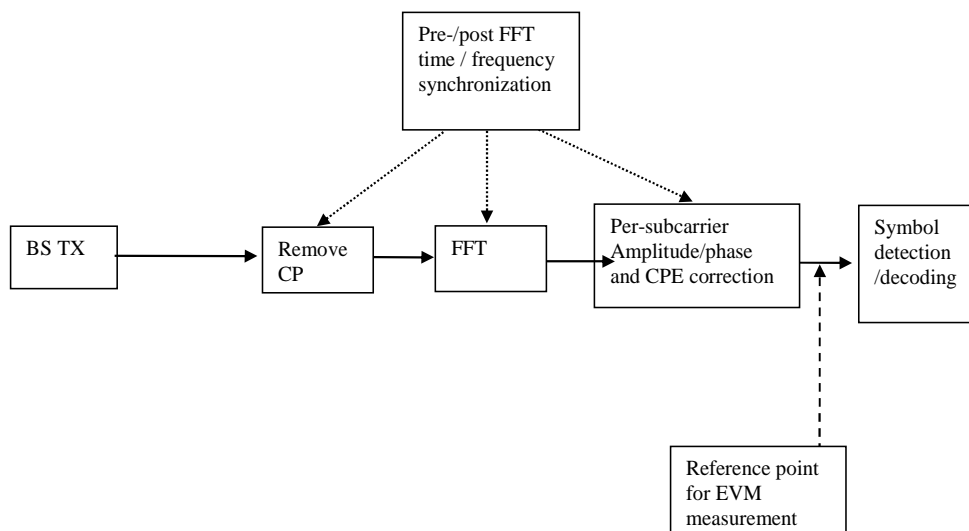 Pre-/post FFT
time / frequency
synchronization
BS TX
Remove
CP
FFT
Per-subcarrier
Amplitude/phase
and CPE correction
Symbol
detection
/decoding
Reference point
for EVM
measurement